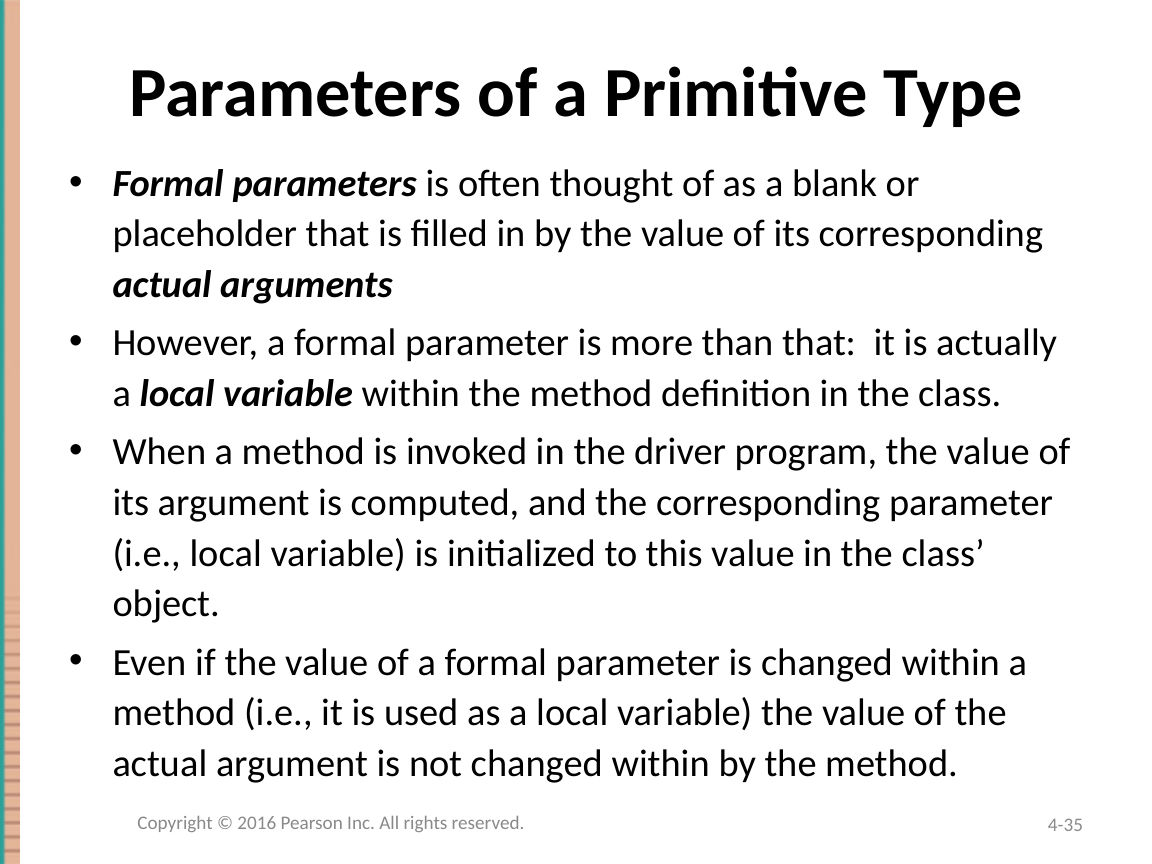 Parameters of a Primitive Type
• Formal parameters is often thought of as a blank or
placeholder that is filled in by the value of its corresponding
actual arguments
• However, a formal parameter is more than that:  it is actually
a local variable within the method definition in the class.
• When a method is invoked in the driver program, the value of
its argument is computed, and the corresponding parameter
(i.e., local variable) is initialized to this value in the class’
object.
• Even if the value of a formal parameter is changed within a
method (i.e., it is used as a local variable) the value of the
actual argument is not changed within by the method.
Copyright © 2016 Pearson Inc. All rights reserved.
4-35